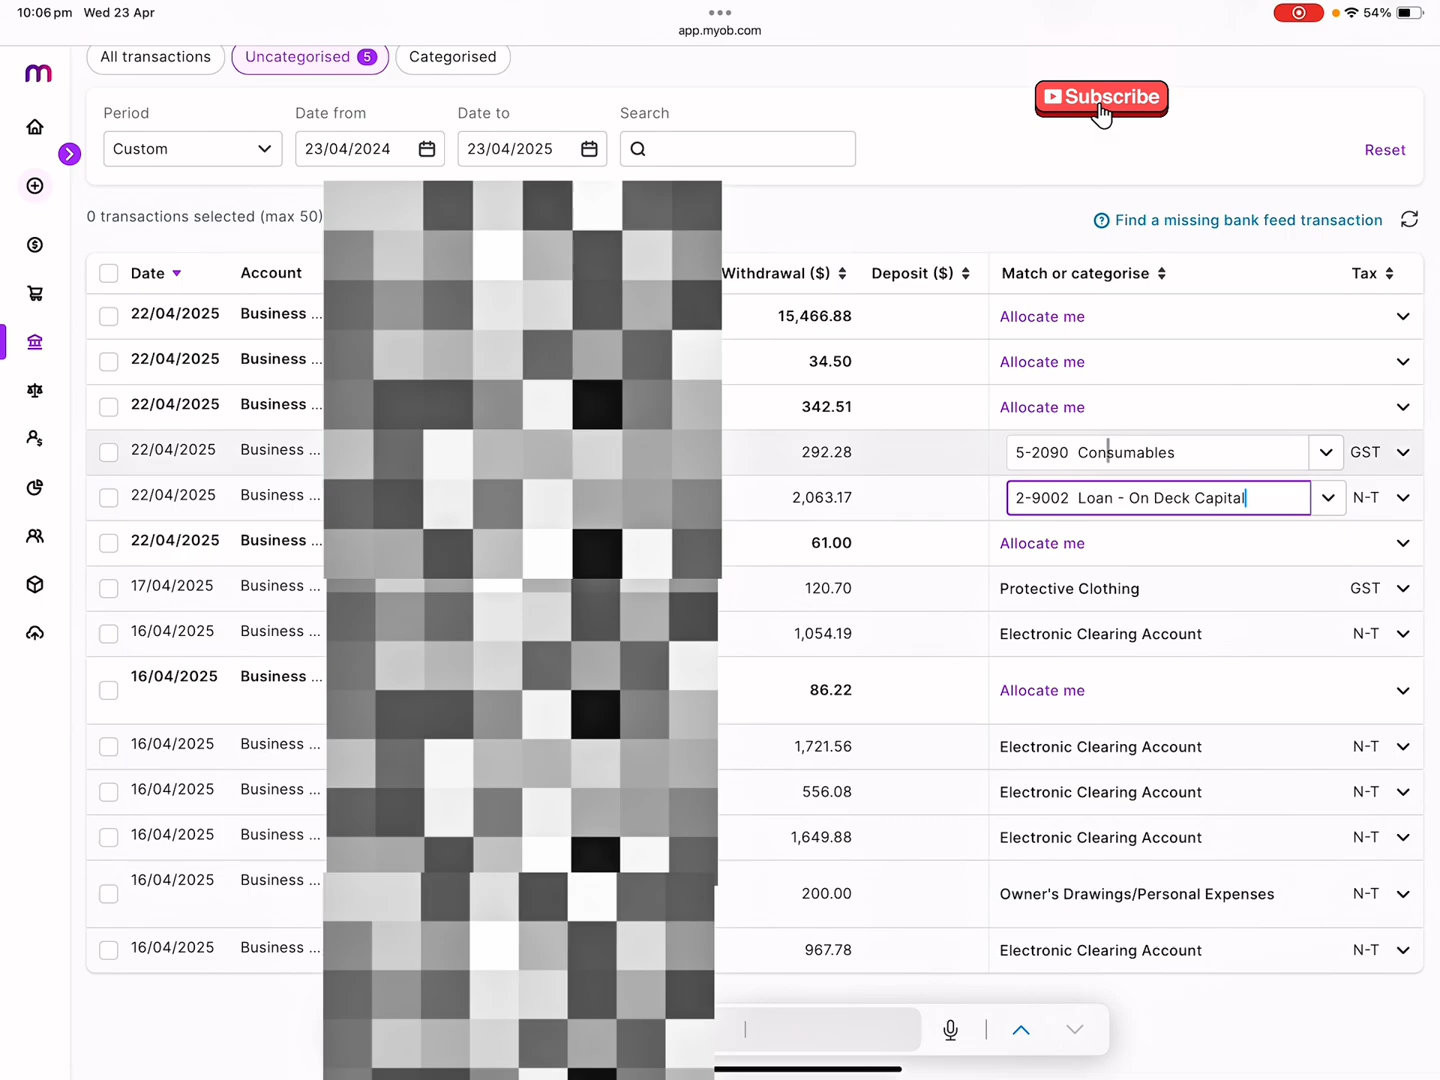 10:06 pm Wed 23 Apr
54%
app.myob.com
All transactions Uncategorised 5 Categorised
Subscribe
Period Date from Date to Search
Custom 23/04/2024 23/04/2025 Reset
0 transactions selected (max 50)
Find a missing bank feed transaction
Date Account Withdrawal ($) Deposit ($) Match or categorise Tax
22/04/2025 Business ... 15,466.88 Allocate me
22/04/2025 Business ... 34.50 Allocate me
22/04/2025 Business ... 342.51 Allocate me
22/04/2025 Business ... 292.28 5-2090 Consumables GST
22/04/2025 Business ... 2,063.17 2-9002 Loan - On Deck Capital N-T
22/04/2025 Business ... 61.00 Allocate me
17/04/2025 Business ... 120.70 Protective Clothing GST
16/04/2025 Business ... 1,054.19 Electronic Clearing Account N-T
16/04/2025 Business ... 86.22 Allocate me
16/04/2025 Business ... 1,721.56 Electronic Clearing Account N-T
16/04/2025 Business ... 556.08 Electronic Clearing Account N-T
16/04/2025 Business ... 1,649.88 Electronic Clearing Account N-T
16/04/2025 Business ... 200.00 Owner's Drawings/Personal Expenses N-T
16/04/2025 Business ... 967.78 Electronic Clearing Account N-T